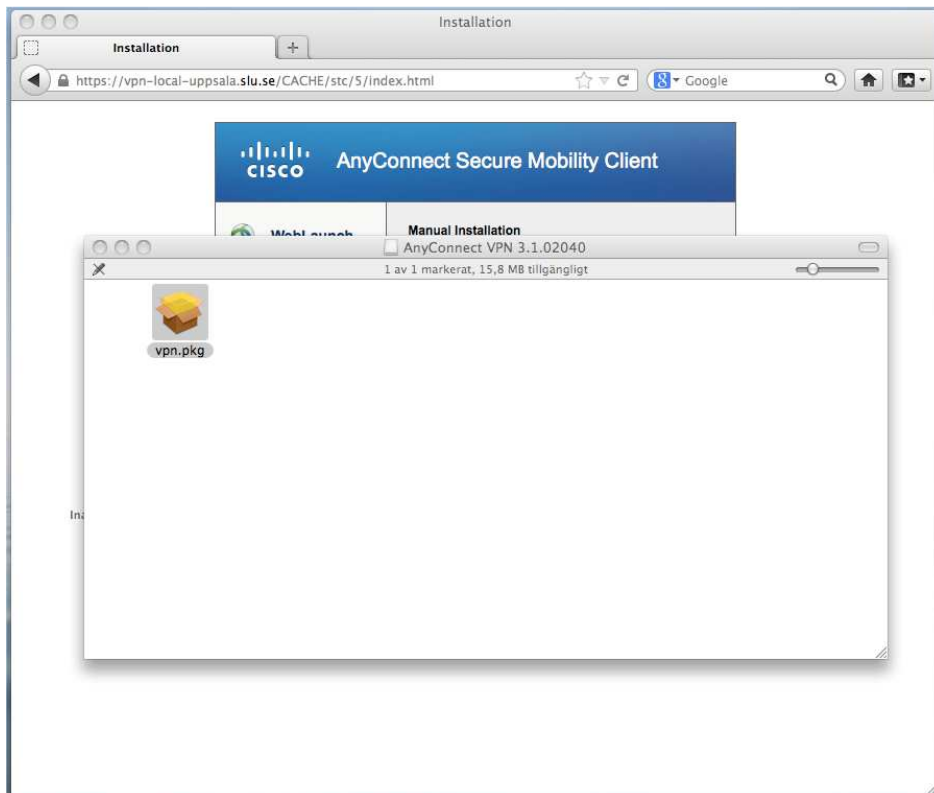 Installation
Installation
https://vpn-local-uppsala.slu.se/CACHE/stc/5/index.html
Google
CISCO
AnyConnect Secure Mobility Client
WebLaunch
Manual Installation
AnyConnect VPN 3.1.02040
1 av 1 markerat, 15,8 MB tillgängligt
vpn.pkg